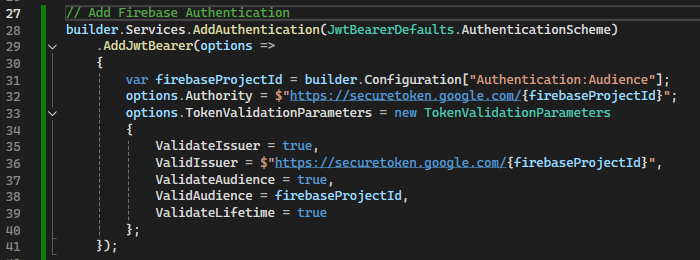 27 // Add Firebase Authentication
28 builder.Services.AddAuthentication(JwtBearerDefaults.AuthenticationScheme)
29     .AddJwtBearer(options =>
30     {
31         var firebaseProjectId = builder.Configuration["Authentication:Audience"];
32         options.Authority = $"https://securetoken.google.com/{firebaseProjectId}";
33         options.TokenValidationParameters = new TokenValidationParameters
34         {
35             ValidateIssuer = true,
36             ValidIssuer = $"https://securetoken.google.com/{firebaseProjectId}",
37             ValidateAudience = true,
38             ValidAudience = firebaseProjectId,
39             ValidateLifetime = true
40         };
41     });